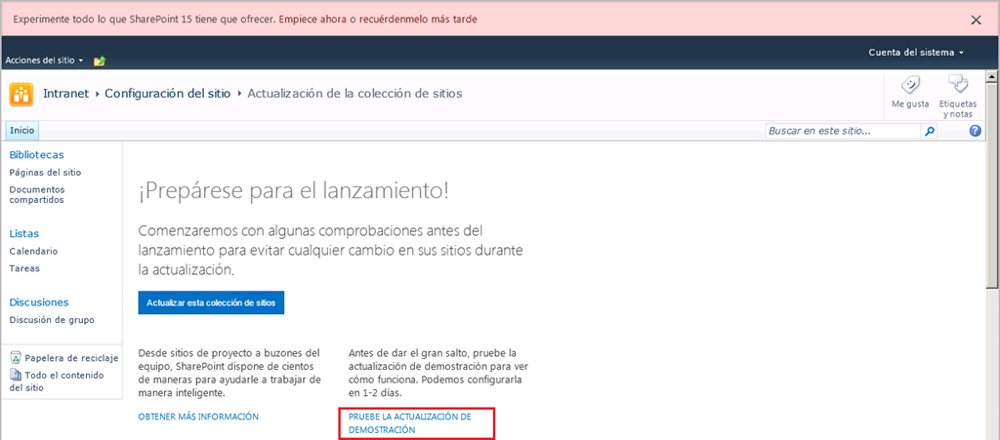 Experimente todo lo que SharePoint 15 tiene que ofrecer. Empiece ahora o recuérdenmelo más tarde
Cuenta del sistema
Acciones del sitio
Intranet Configuración del sitio Actualización de la colección de sitios
Me gusta
Etiquetas
y notas
Inicio
Buscar en este sitio...
Bibliotecas
Páginas del sitio
Documentos
compartidos
Listas
Calendario
Tareas
Discusiones
Discusión de grupo
Papelera de reciclaje
Todo el contenido
del sitio
¡Prepárese para el lanzamiento!
Comenzaremos con algunas comprobaciones antes del
lanzamiento para evitar cualquier cambio en sus sitios durante
la actualización.
Actualizar esta colección de sitios
Desde sitios de proyecto a buzones del
equipo, SharePoint dispone de cientos
de maneras para ayudarle a trabajar de
manera inteligente.
OBTENER MÁS INFORMACIÓN
Antes de dar el gran salto, pruebe la
actualización de demostración para ver
cómo funciona. Podemos configurarla
en 1-2 días.
PRUEBE LA ACTUALIZACIÓN DE
DEMOSTRACIÓN